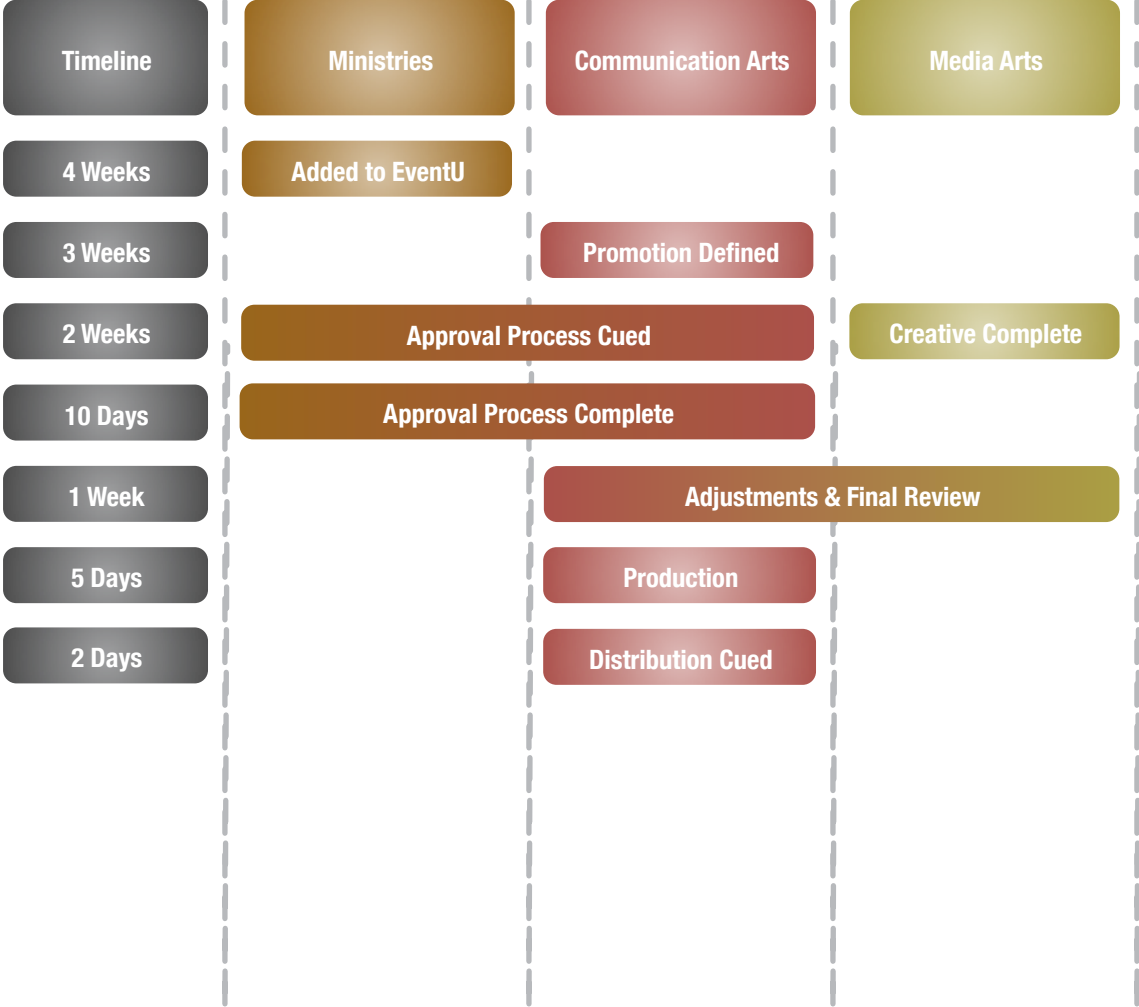 Timeline
Ministries
Communication Arts
Media Arts
4 Weeks
Added to EventU
3 Weeks
Promotion Defined
2 Weeks
Approval Process Cued
Creative Complete
10 Days
Approval Process Complete
1 Week
Adjustments & Final Review
5 Days
Production
2 Days
Distribution Cued